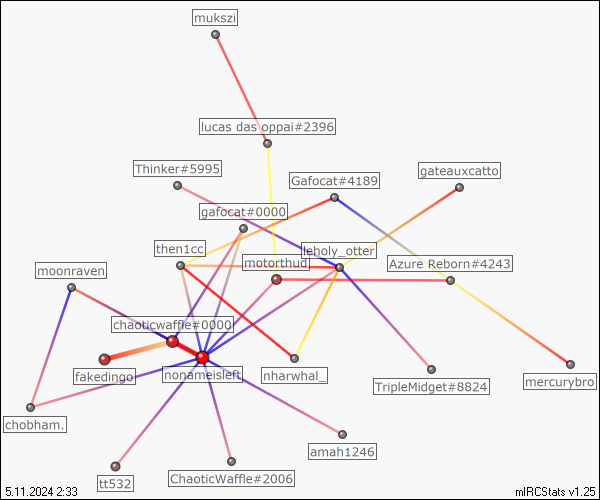 mukszi
lucas das oppai#2396
Thinker#5995
Gafocat#4189
gateauxcatto
gafocat#0000
then1cc
leholy_otter
motorthud
Azure Reborn#4243
moonraven
chaoticwaffle#0000
fakedingo
nonameisleft
nharwhal_
TripleMidget#8824
mercurybro
chobham.
amah1246
tt532
ChaoticWaffle#2006
5.11.2024 2:33
mIRCStats v1.25